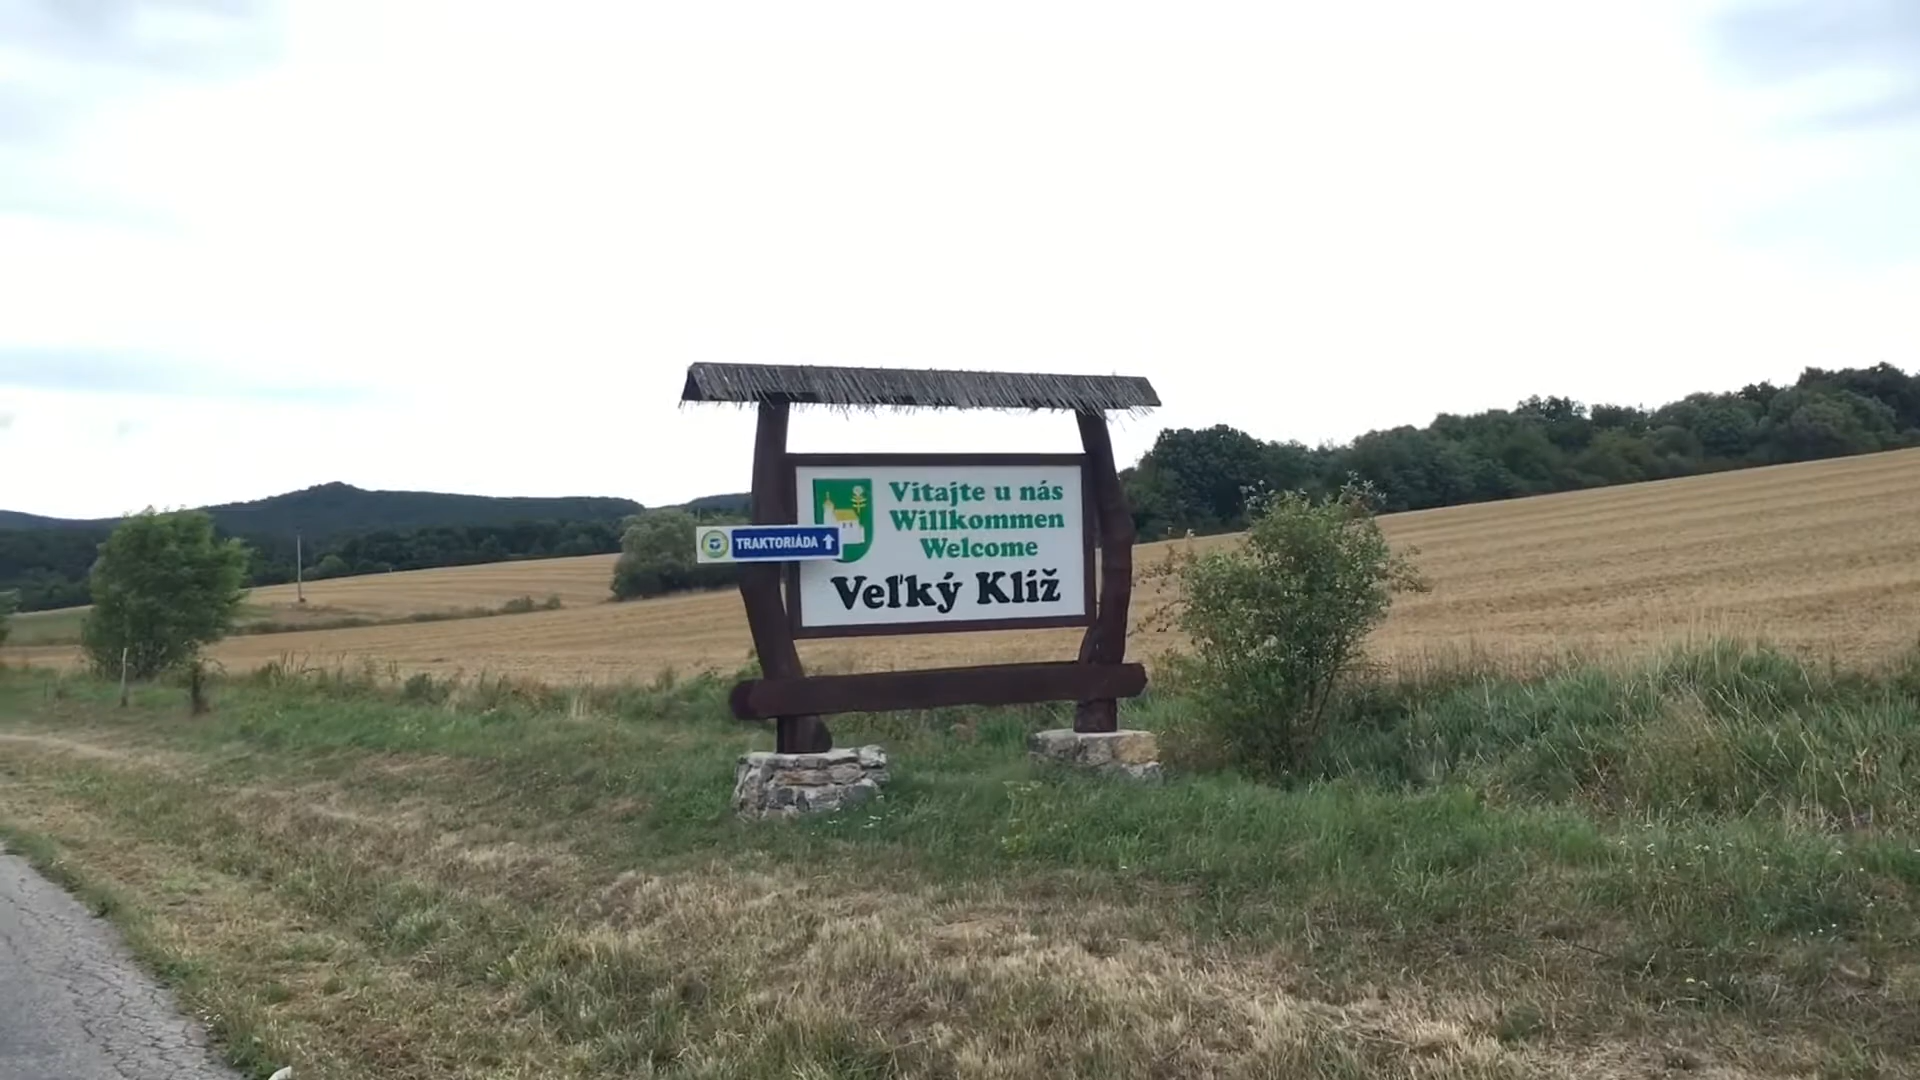 Vitajte u nás
Willkommen
Welcome
Veľký Klíž
TRAKTORIÁDA